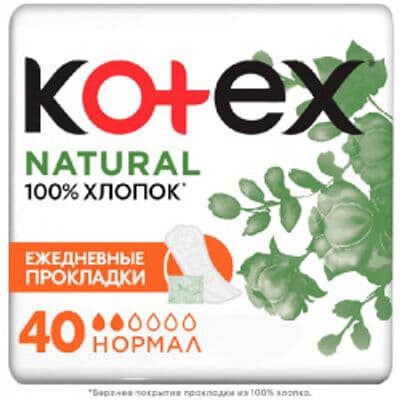 kotex®
NATURAL
100% ХЛОПОК*
ЕЖЕДНЕВНЫЕ
ПРОКЛАДКИ
40
НОРМАЛ
*Верхнее покрытие прокладки из 100% хлопка.